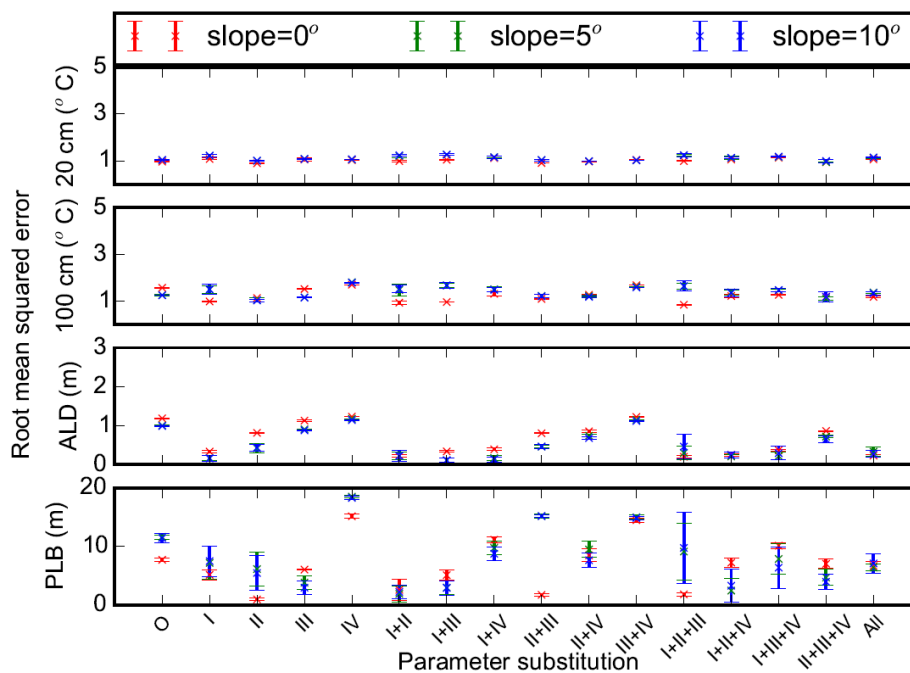 slope=0° slope=5° slope=10°
Root mean squared error
20 cm (° C)
5
3
1
100 cm (° C)
5
3
1
ALD (m)
3
2
1
0
PLB (m)
20
10
0
O I II III IV I+II I+III I+IV II+III II+IV III+IV I+II+III I+II+IV I+III+IV II+III+IV All
Parameter substitution